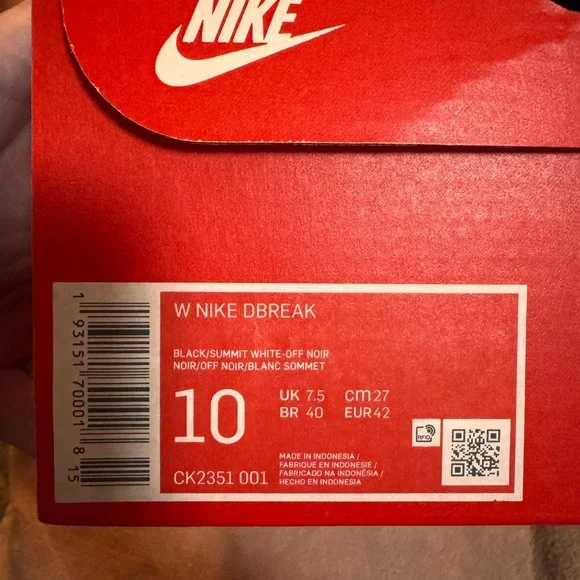 NIKE
W NIKE DBREAK
BLACK/SUMMIT WHITE-OFF NOIR
NOIR/OFF NOIR/BLANC SOMMET
10
UK 7.5 cm 27
BR 40 EUR 42
MADE IN INDONESIA /
FABRIQUE EN INDONESIE /
FABRICADO NA INDONÉSIA /
HECHO EN INDONESIA
CK2351 001
RFID
1 93151 70001 8 15